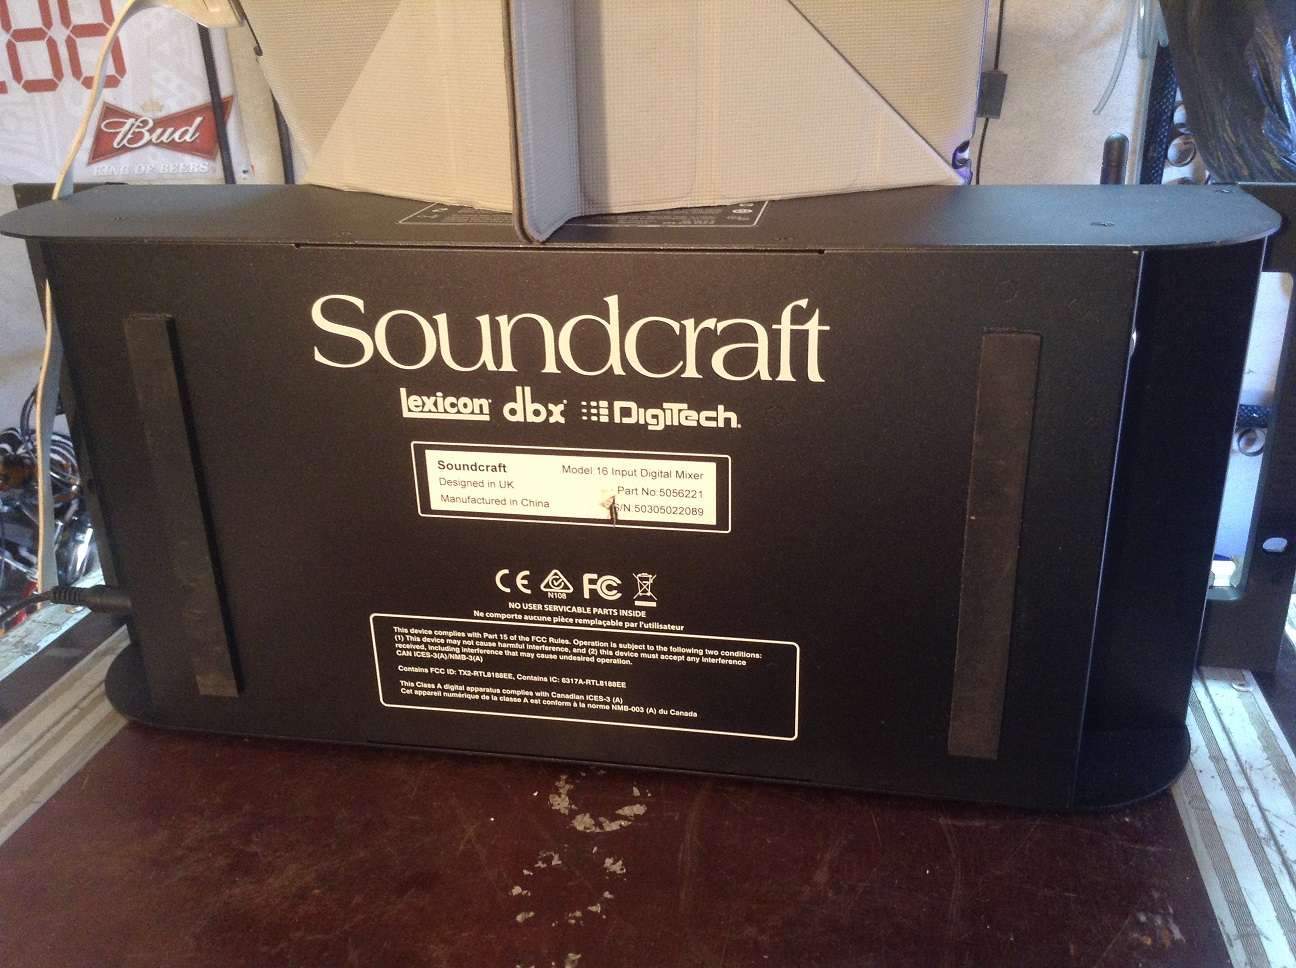 Bud
KING OF BEERS
Soundcraft
lexicon dbx DigiTech
Soundcraft
Designed in UK
Manufactured in China
Model 16 Input Digital Mixer
Part No 5056221
S/N.50305022089
CE N108 FC
NO USER SERVICABLE PARTS INSIDE
Ne comporte aucune pièce remplaçable par l'utilisateur
This device complies with Part 15 of the FCC Rules. Operation is subject to the following two conditions:
(1) This device may not cause harmful interference, and (2) this device must accept any interference
received, including interference that may cause undesired operation.
CAN ICES-3(A)/NMB-3(A)
Contains FCC ID: TX2-RTL8188EE, Contains IC: 6317A-RTL8188EE
This Class A digital apparatus complies with Canadian ICES-3 (A)
Cet appareil numérique de la classe A est conform à la norme NMB-003 (A) du Canada